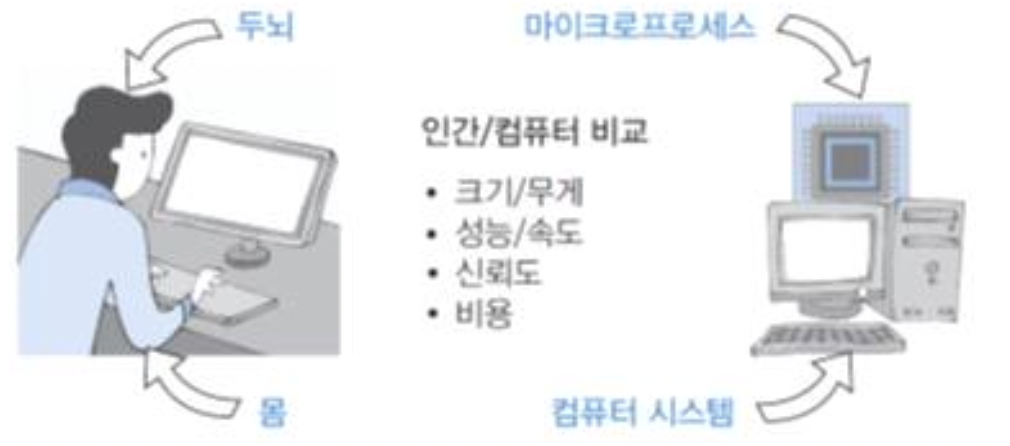 두뇌
마이크로프로세스
인간/컴퓨터 비교
• 크기/무게
• 성능/속도
• 신뢰도
• 비용
몸
컴퓨터 시스템